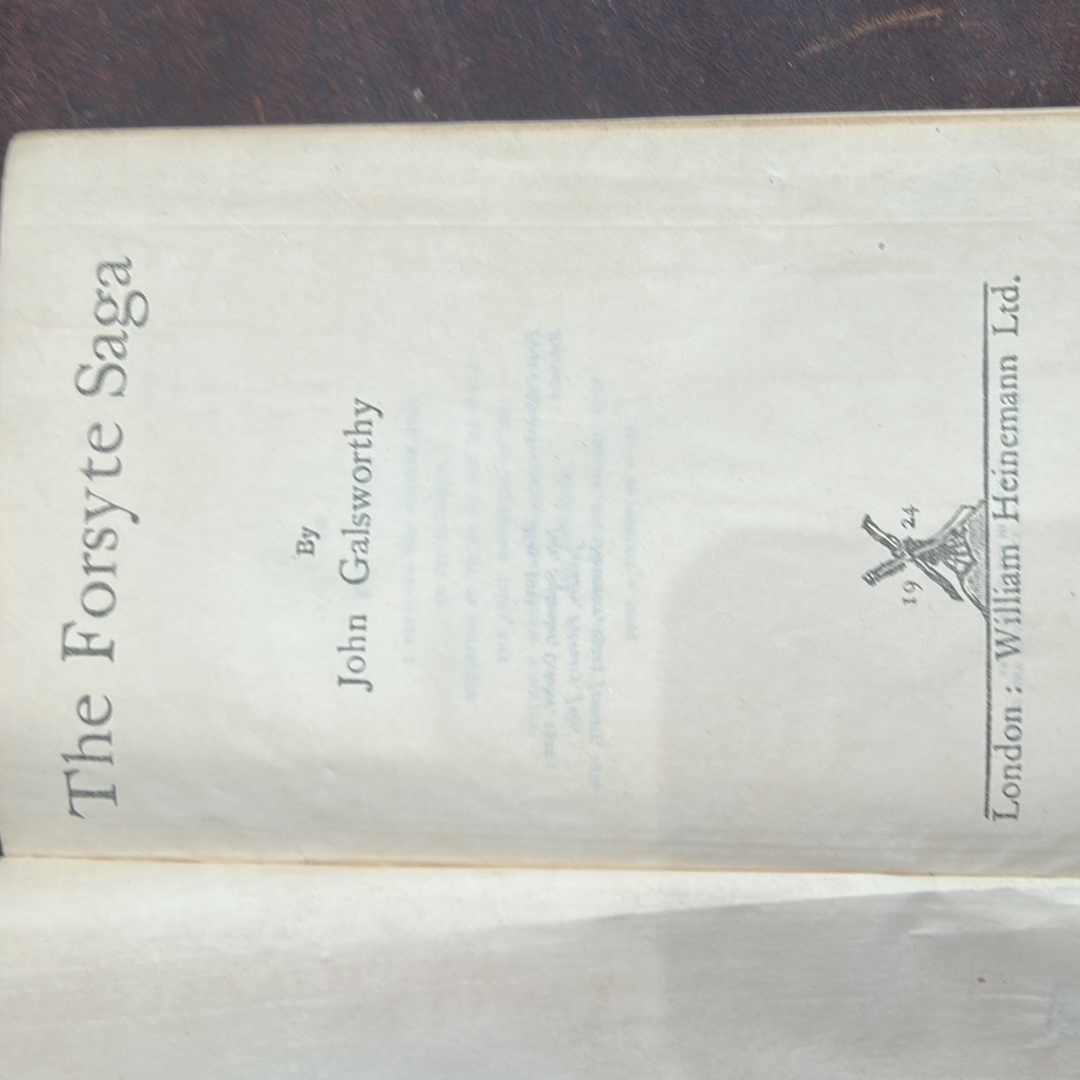 The Forsyte Saga
By
John Galsworthy
19 24
London : William Heinemann Ltd.